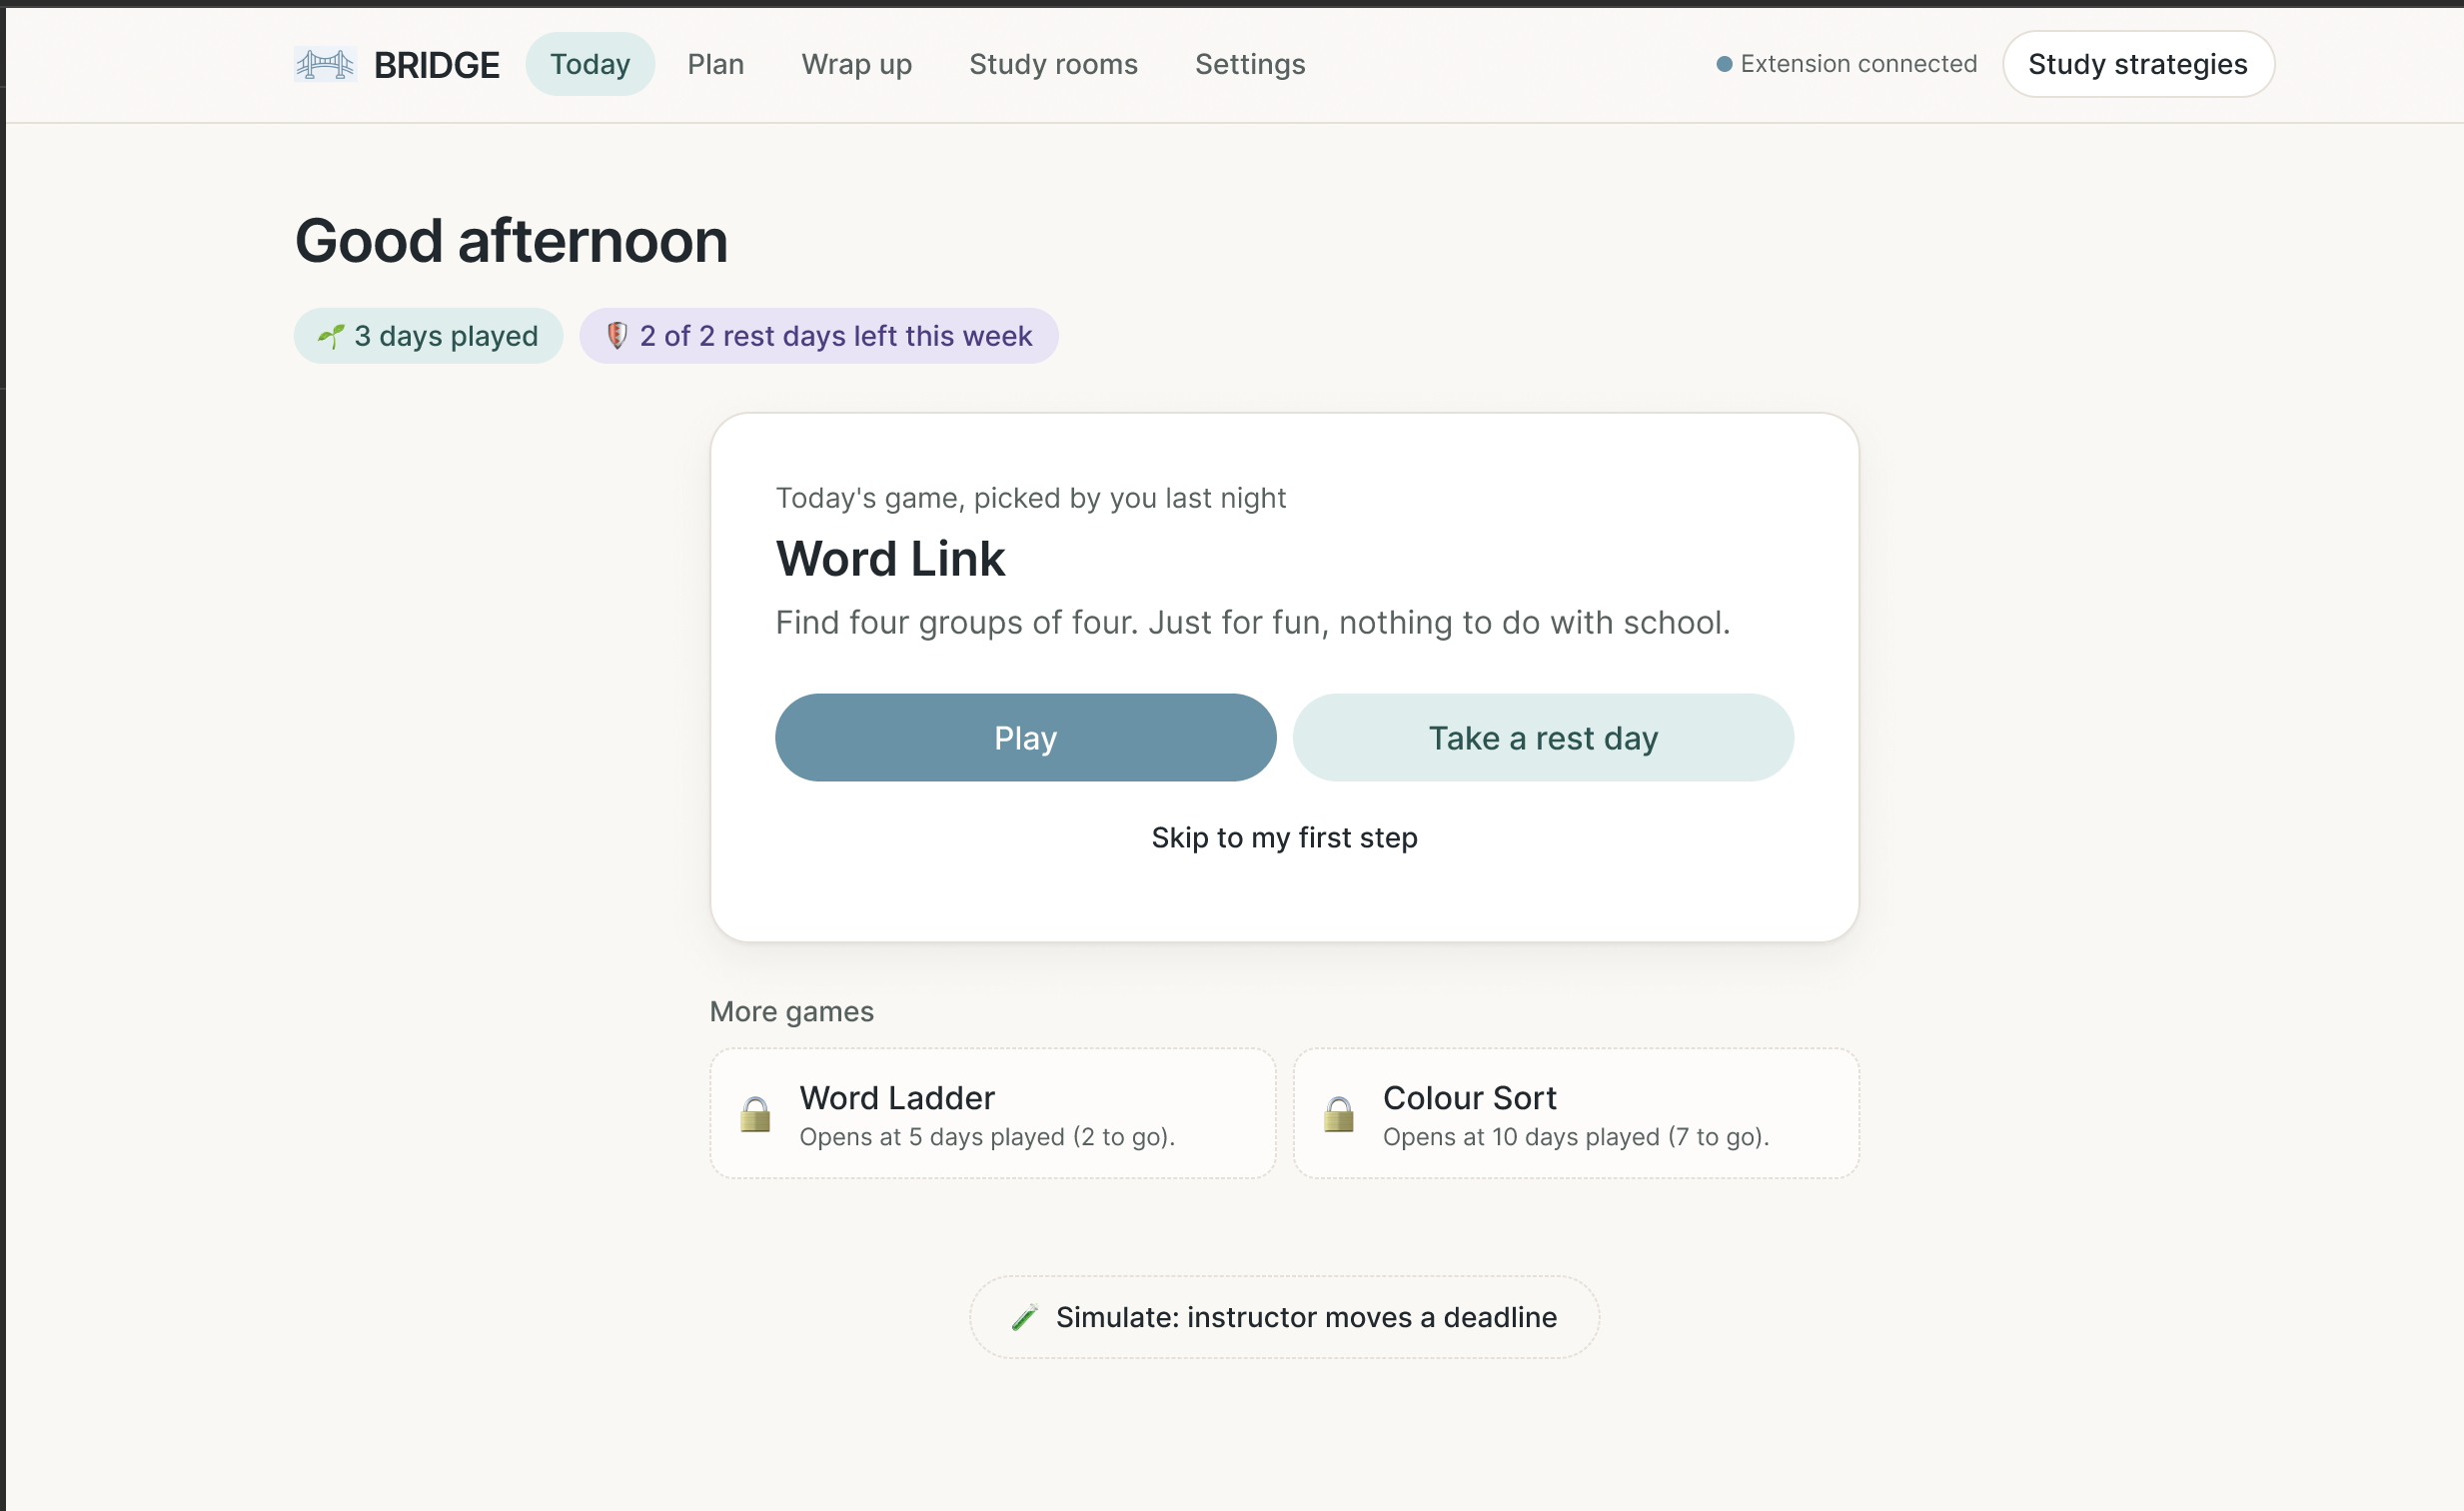 BRIDGE Today Plan Wrap up Study rooms Settings Extension connected Study strategies
Good afternoon
3 days played 2 of 2 rest days left this week
Today's game, picked by you last night
Word Link
Find four groups of four. Just for fun, nothing to do with school.
Play Take a rest day
Skip to my first step
More games
Word Ladder
Opens at 5 days played (2 to go).
Colour Sort
Opens at 10 days played (7 to go).
Simulate: instructor moves a deadline